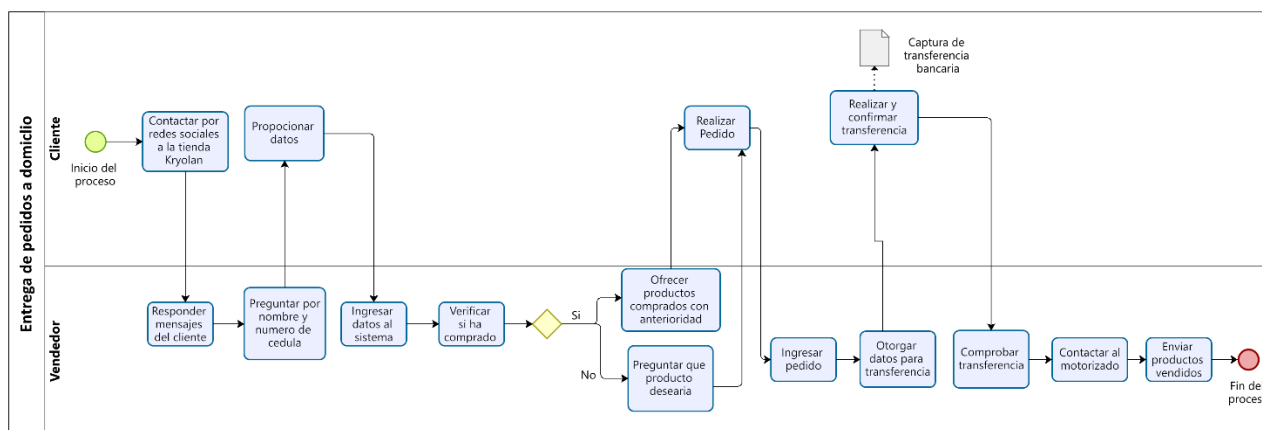 Entrega de pedidos a domicilio
Cliente
Inicio del
proceso
Contactar por
redes sociales
a la tienda
Kryolan
Propocionar
datos
Realizar
Pedido
Captura de
transferencia
bancaria
Realizar y
confirmar
transferencia
Vendedor
Responder
mensajes
del cliente
Preguntar por
nombre y
numero de
cedula
Ingresar
datos al
sistema
Verificar
si ha
comprado
Si
No
Ofrecer
productos
comprados con
anterioridad
Preguntar que
producto
desearia
Ingresar
pedido
Otorgar
datos para
transferencia
Comprobar
transferencia
Contactar al
motorizado
Enviar
productos
vendidos
Fin de
proces